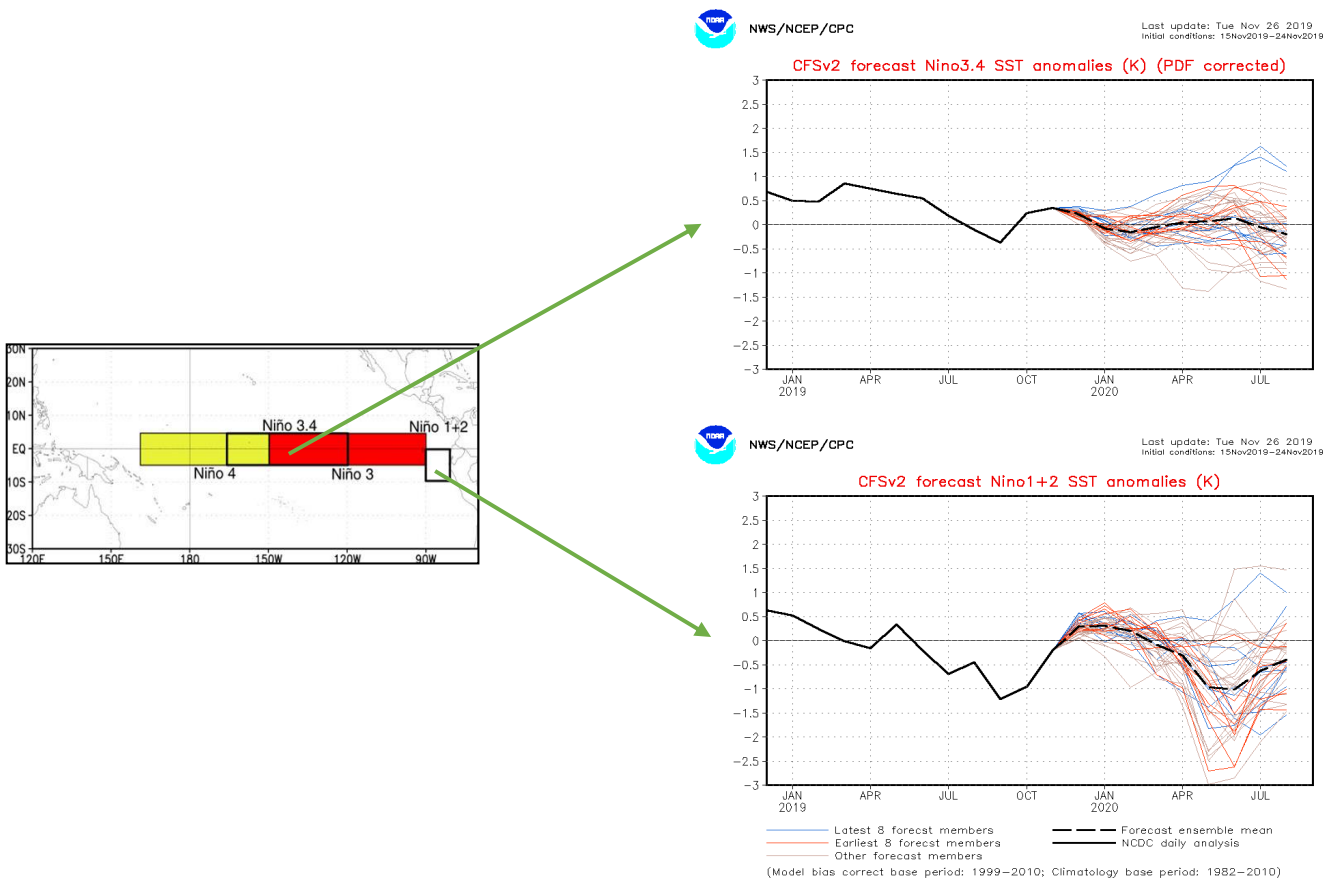 NOAA
NWS/NCEP/CPC
Last update: Tue Nov 26 2019
Initial conditions: 15Nov2019-24Nov2019
CFSv2 forecast Nino3.4 SST anomalies (K) (PDF corrected)
3
2.5
2
1.5
1
0.5
0
-0.5
-1
-1.5
-2
-2.5
-3
JAN APR JUL OCT JAN APR JUL
2019 2020
30N
20N
10N
EQ
10S
20S
30S
Niño 3.4 Niño 1+2
Niño 4 Niño 3
120E 150E 180 150W 120W 90W
NOAA
NWS/NCEP/CPC
Last update: Tue Nov 26 2019
Initial conditions: 15Nov2019-24Nov2019
CFSv2 forecast Nino1+2 SST anomalies (K)
3
2.5
2
1.5
1
0.5
0
-0.5
-1
-1.5
-2
-2.5
-3
JAN APR JUL OCT JAN APR JUL
2019 2020
Latest 8 forecst members Forecast ensemble mean
Earliest 8 forecst members NCDC daily analysis
Other forecast members
(Model bias correct base period: 1999-2010; Climatology base period: 1982-2010)